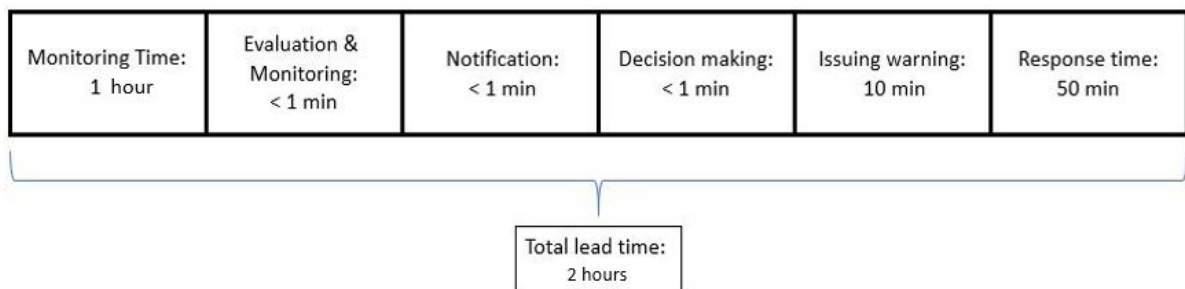 Monitoring Time:
1 hour
Evaluation &
Monitoring:
< 1 min
Notification:
< 1 min
Decision making:
< 1 min
Issuing warning:
10 min
Response time:
50 min
Total lead time:
2 hours